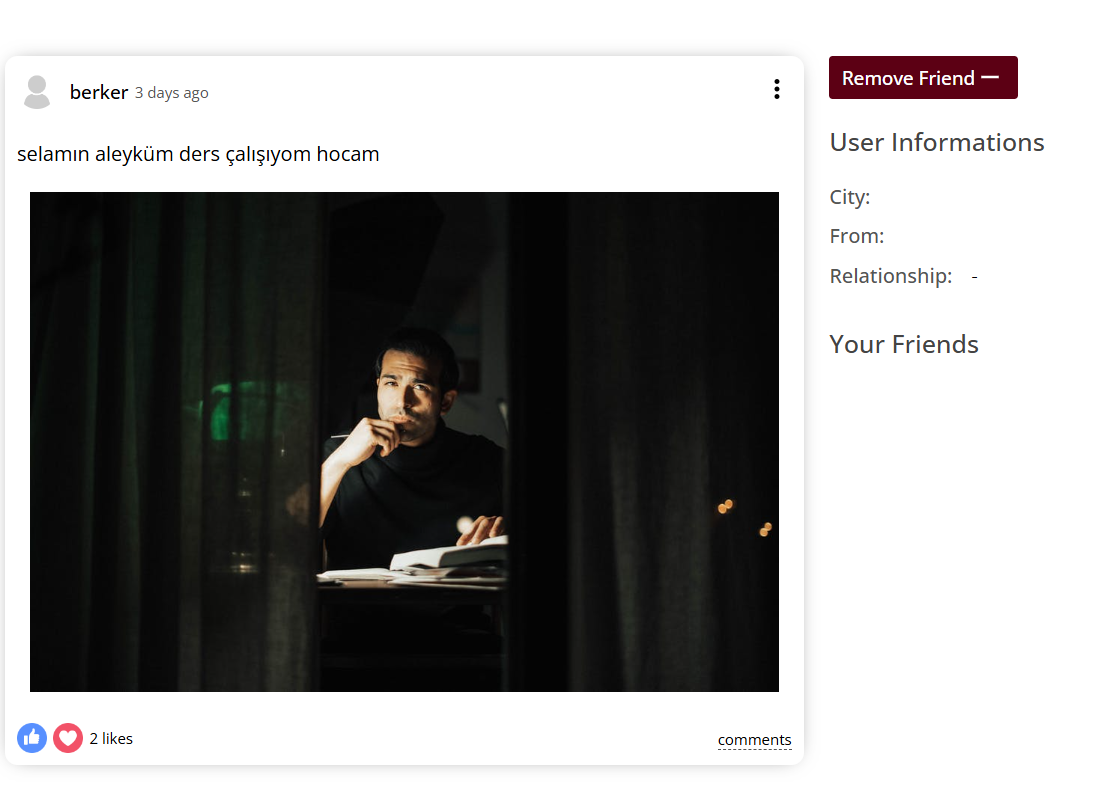 berker 3 days ago
selamın aleyküm ders çalışıyom hocam
2 likes
comments
Remove Friend
User Informations
City:
From:
Relationship: -
Your Friends